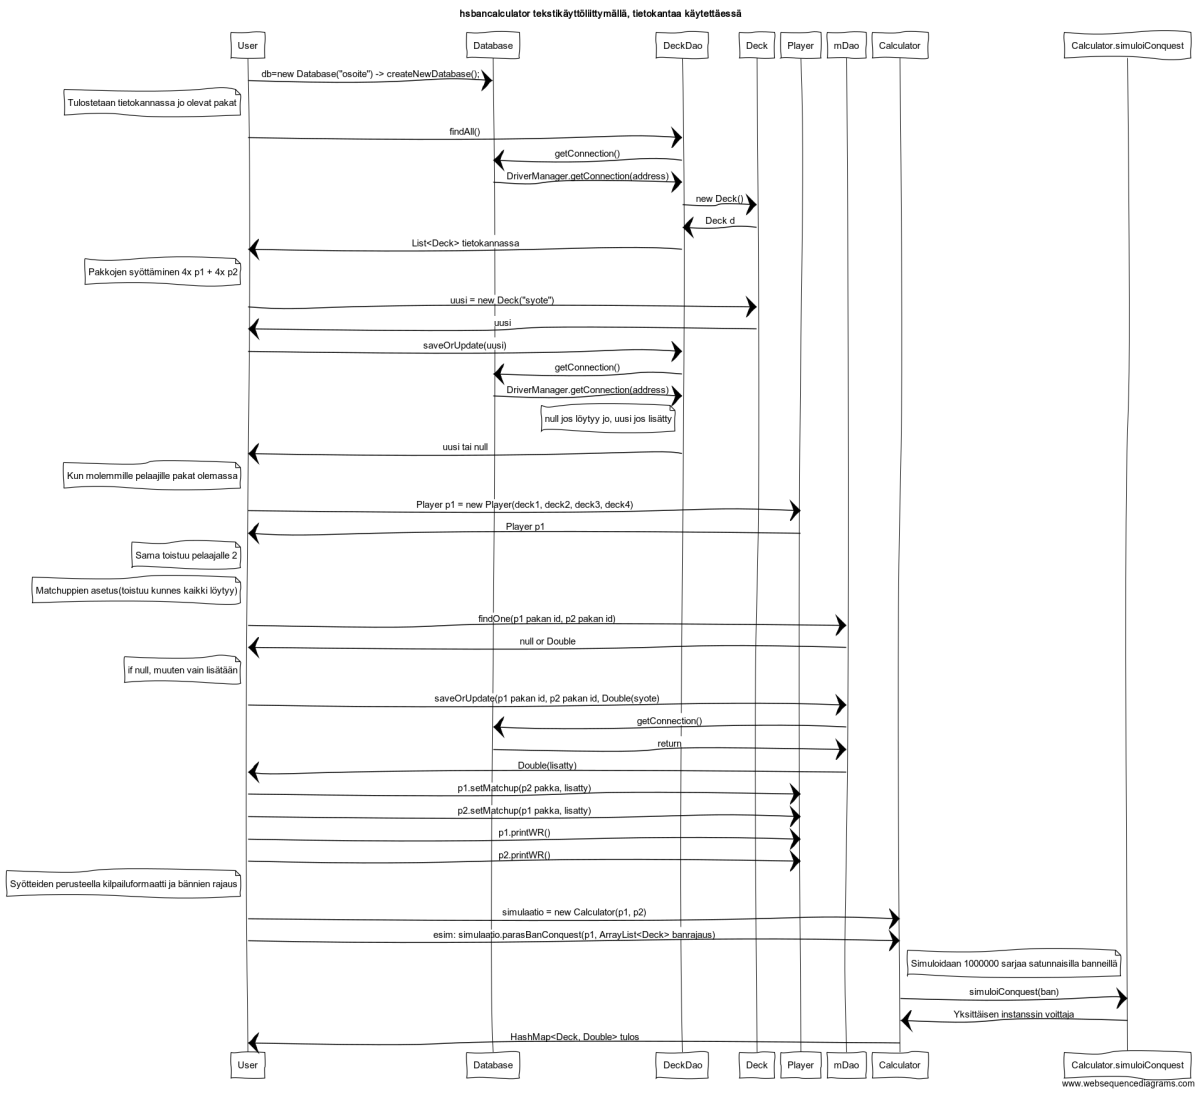 hsbancalculator tekstikäyttöliittymällä, tietokantaa käytettäessä
User
Database
DeckDao
Deck
Player
mDao
Calculator
Calculator.simuloiConquest
db=new Database("osoite") -> createNewDatabase();
Tulostetaan tietokannassa jo olevat pakat
findAll()
getConnection()
DriverManager.getConnection(address)
new Deck()
Deck d
List<Deck> tietokannassa
Pakkojen syöttäminen 4x p1 + 4x p2
uusi = new Deck("syote")
uusi
saveOrUpdate(uusi)
getConnection()
DriverManager.getConnection(address)
null jos löytyy jo, uusi jos lisätty
uusi tai null
Kun molemmille pelaajille pakat olemassa
Player p1 = new Player(deck1, deck2, deck3, deck4)
Player p1
Sama toistuu pelaajalle 2
Matchuppien asetus(toistuu kunnes kaikki löytyy)
findOne(p1 pakan id, p2 pakan id)
null or Double
if null, muuten vain lisätään
saveOrUpdate(p1 pakan id, p2 pakan id, Double(syote)
getConnection()
return
Double(lisatty)
p1.setMatchup(p2 pakka, lisatty)
p2.setMatchup(p1 pakka, lisatty)
p1.printWR()
p2.printWR()
Syötteiden perusteella kilpailuformaatti ja bännien rajaus
simulaatio = new Calculator(p1, p2)
esim: simulaatio.parasBanConquest(p1, ArrayList<Deck> banrajaus)
Simuloidaan 1000000 sarjaa satunnaisilla banneillä
simuloiConquest(ban)
Yksittäisen instanssin voittaja
HashMap<Deck, Double> tulos
User
Database
DeckDao
Deck
Player
mDao
Calculator
Calculator.simuloiConquest
www.websequencediagrams.com